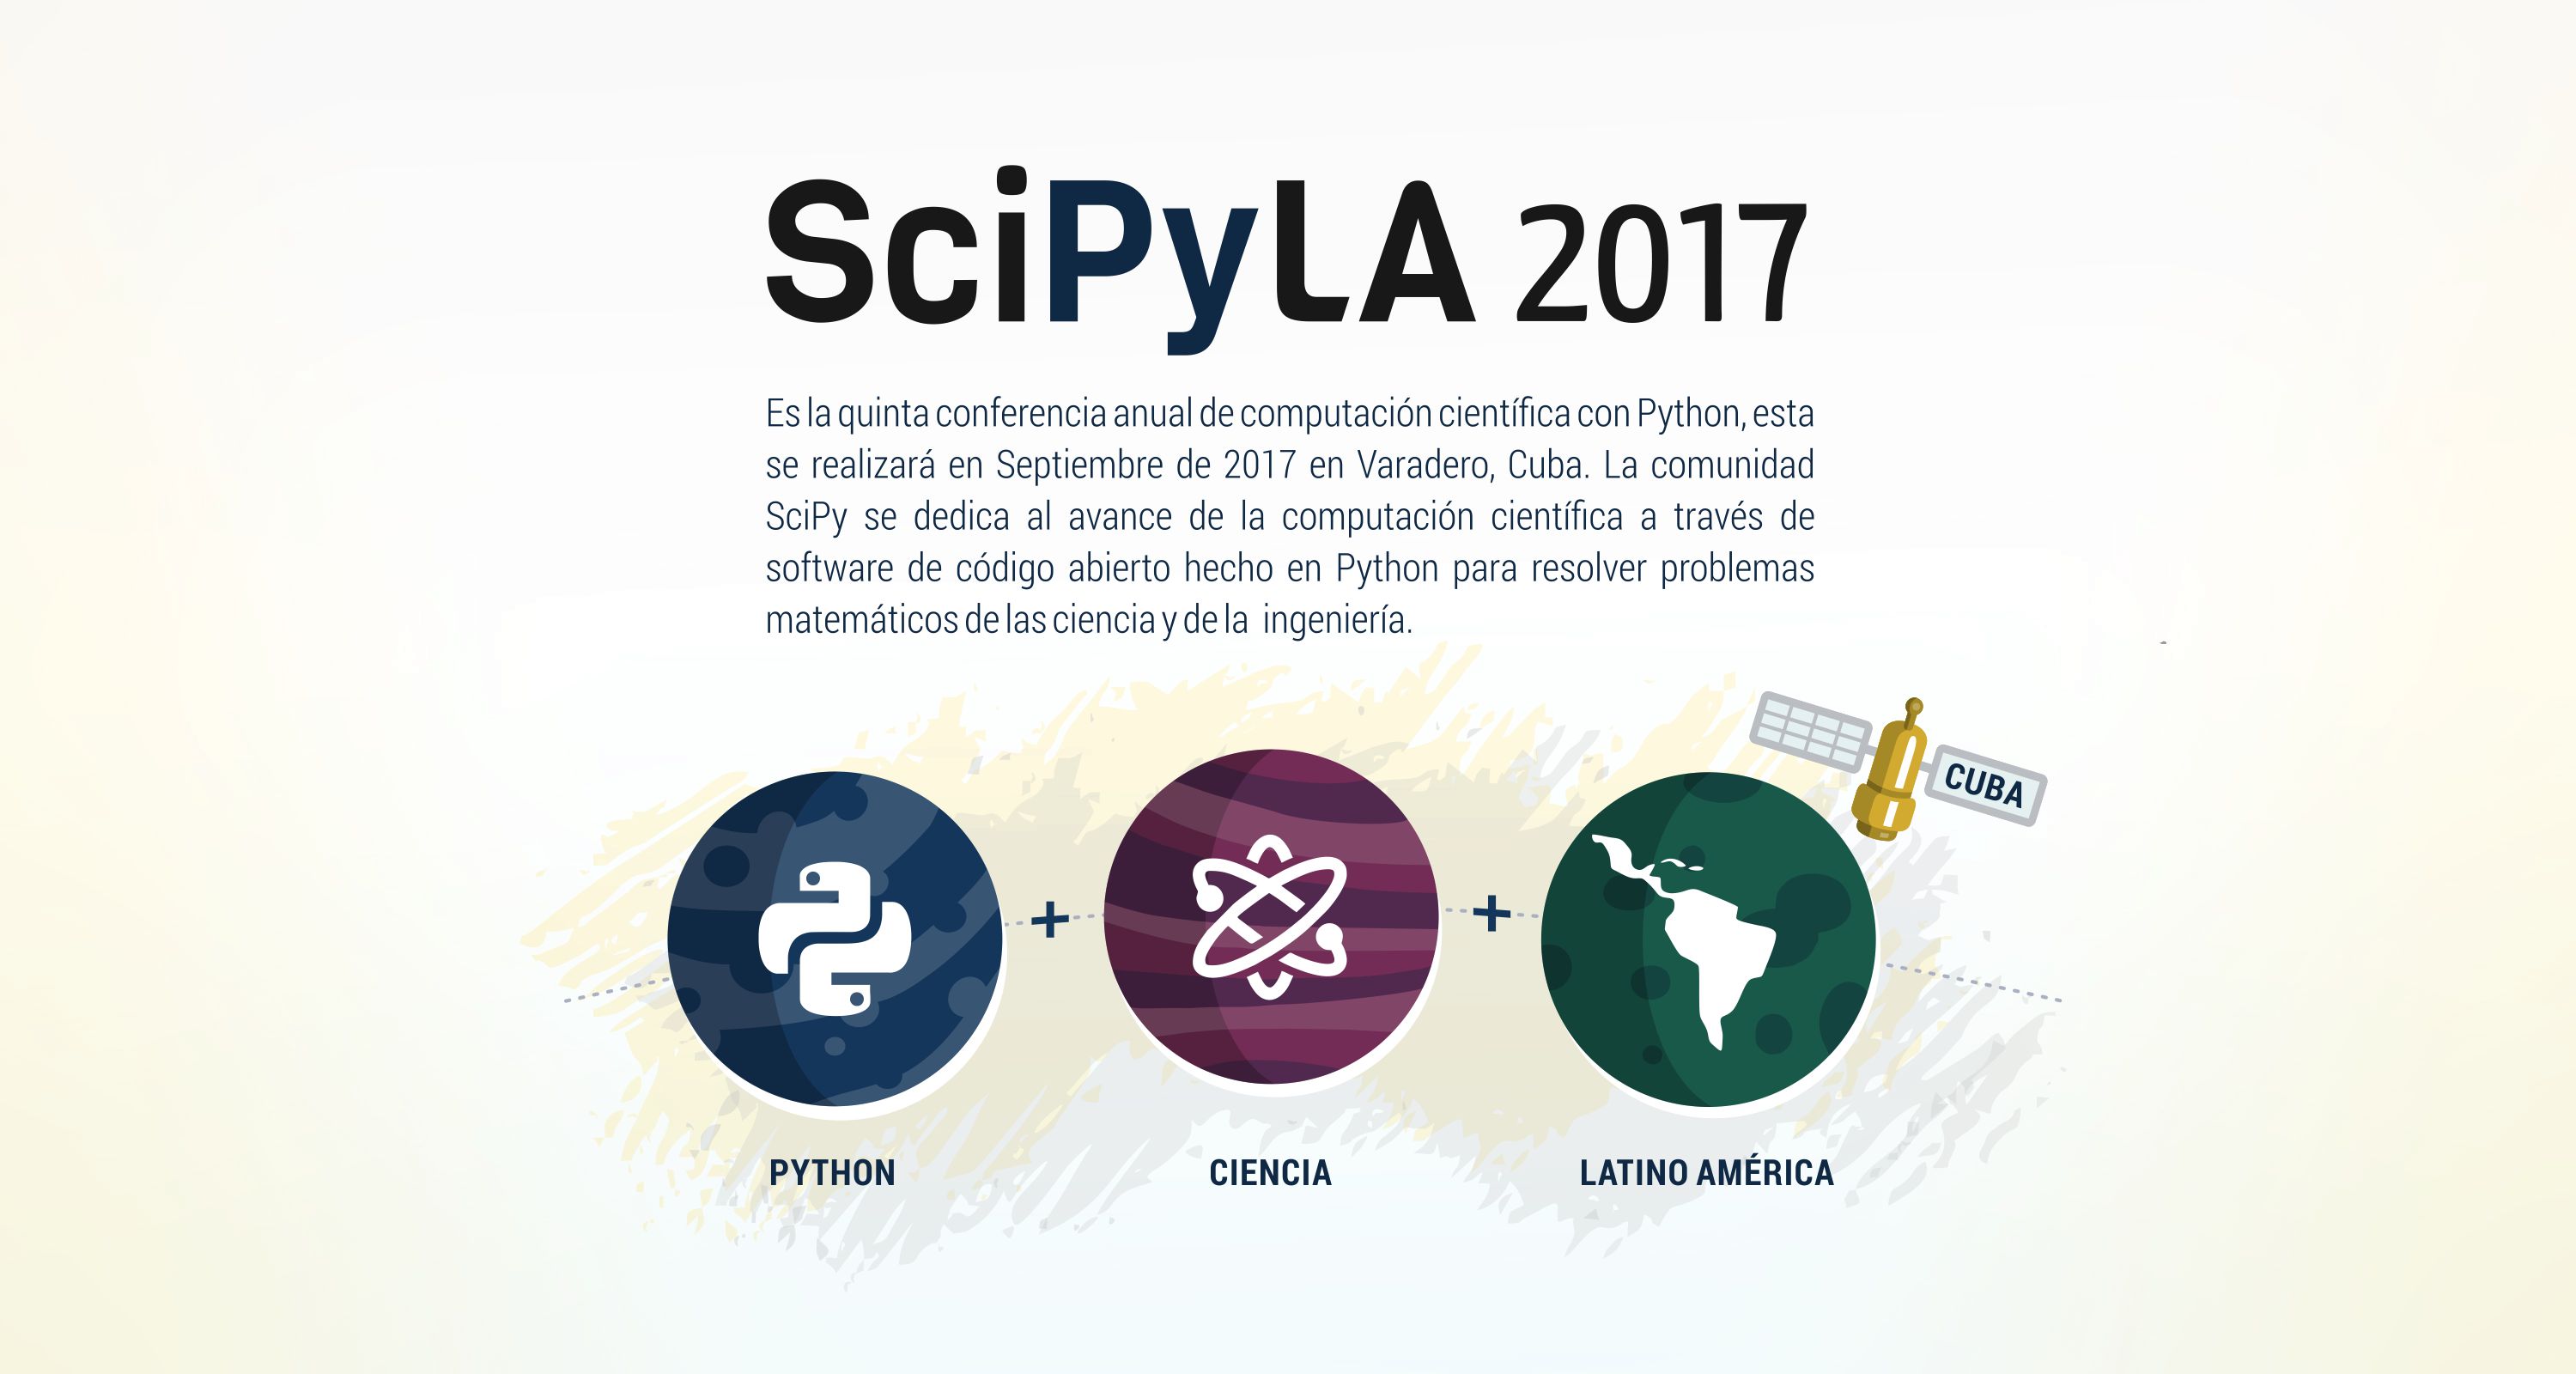 SciPyLA 2017
Es la quinta conferencia anual de computación científica con Python, esta
se realizará en Septiembre de 2017 en Varadero, Cuba. La comunidad
SciPy se dedica al avance de la computación científica a través de
software de código abierto hecho en Python para resolver problemas
matemáticos de las ciencia y de la ingeniería.
CUBA
PYTHON
CIENCIA
LATINO AMÉRICA